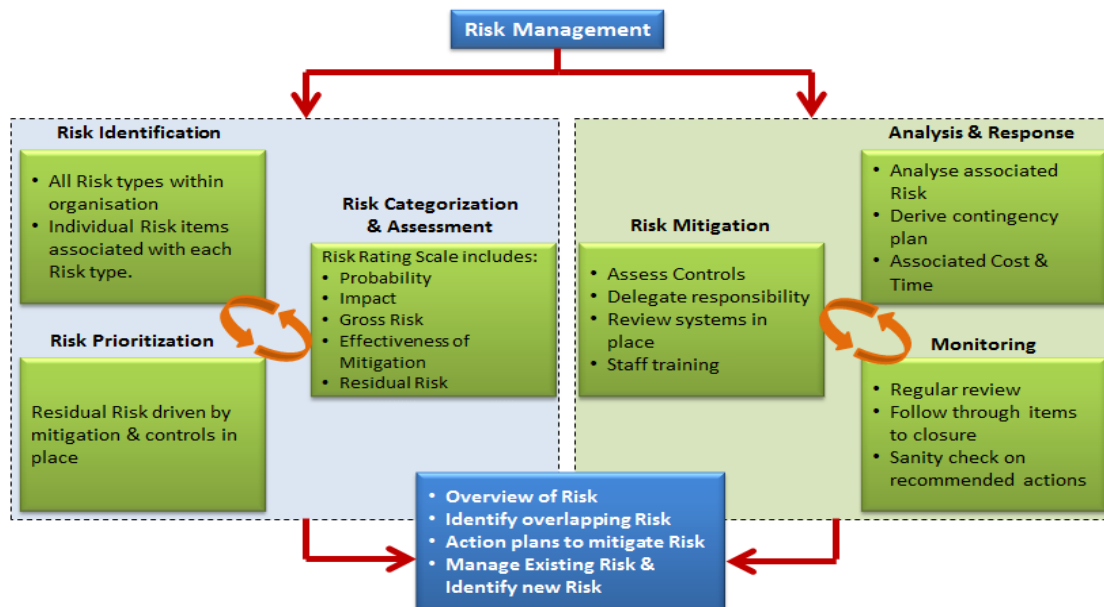 Risk Management
Risk Identification
• All Risk types within
organisation
• Individual Risk items
associated with each
Risk type.
Risk Categorization
& Assessment
Risk Rating Scale includes:
• Probability
• Impact
• Gross Risk
• Effectiveness of
Mitigation
• Residual Risk
Risk Prioritization
Residual Risk driven by
mitigation & controls in
place
Analysis & Response
• Analyse associated
Risk
• Derive contingency
plan
• Associated Cost &
Time
Risk Mitigation
• Assess Controls
• Delegate responsibility
• Review systems in
place
• Staff training
Monitoring
• Regular review
• Follow through items
to closure
• Sanity check on
recommended actions
• Overview of Risk
• Identify overlapping Risk
• Action plans to mitigate Risk
• Manage Existing Risk &
Identify new Risk